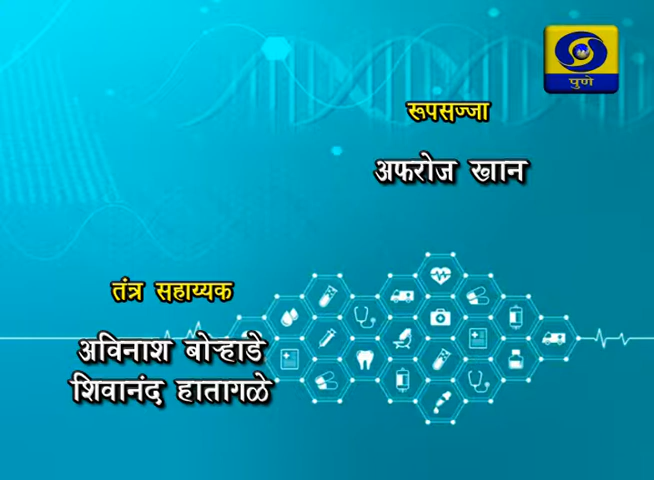 पुणे
रूपसज्जा
अफरोज खान
तंत्र सहाय्यक
अविनाश बोऱ्हाडे
शिवानंद हातागळे